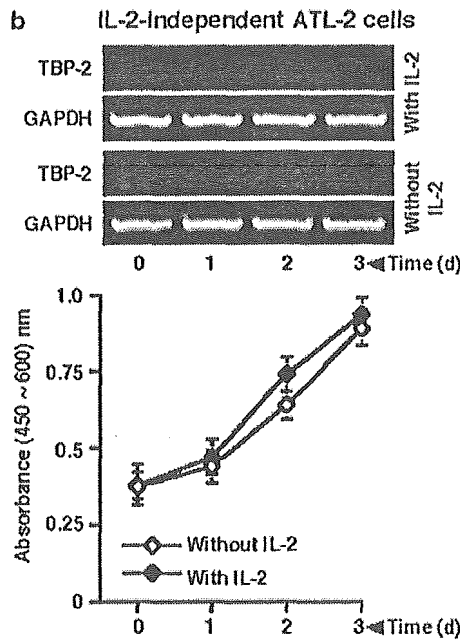 b IL-2-Independent ATL-2 cells
TBP-2
GAPDH
With IL-2
TBP-2
GAPDH
Without IL-2
0 1 2 3 Time (d)
Absorbance (450 ~ 600) nm
1.0
0.75
0.5
0.25
0
Without IL-2
With IL-2
0 1 2 3 Time (d)